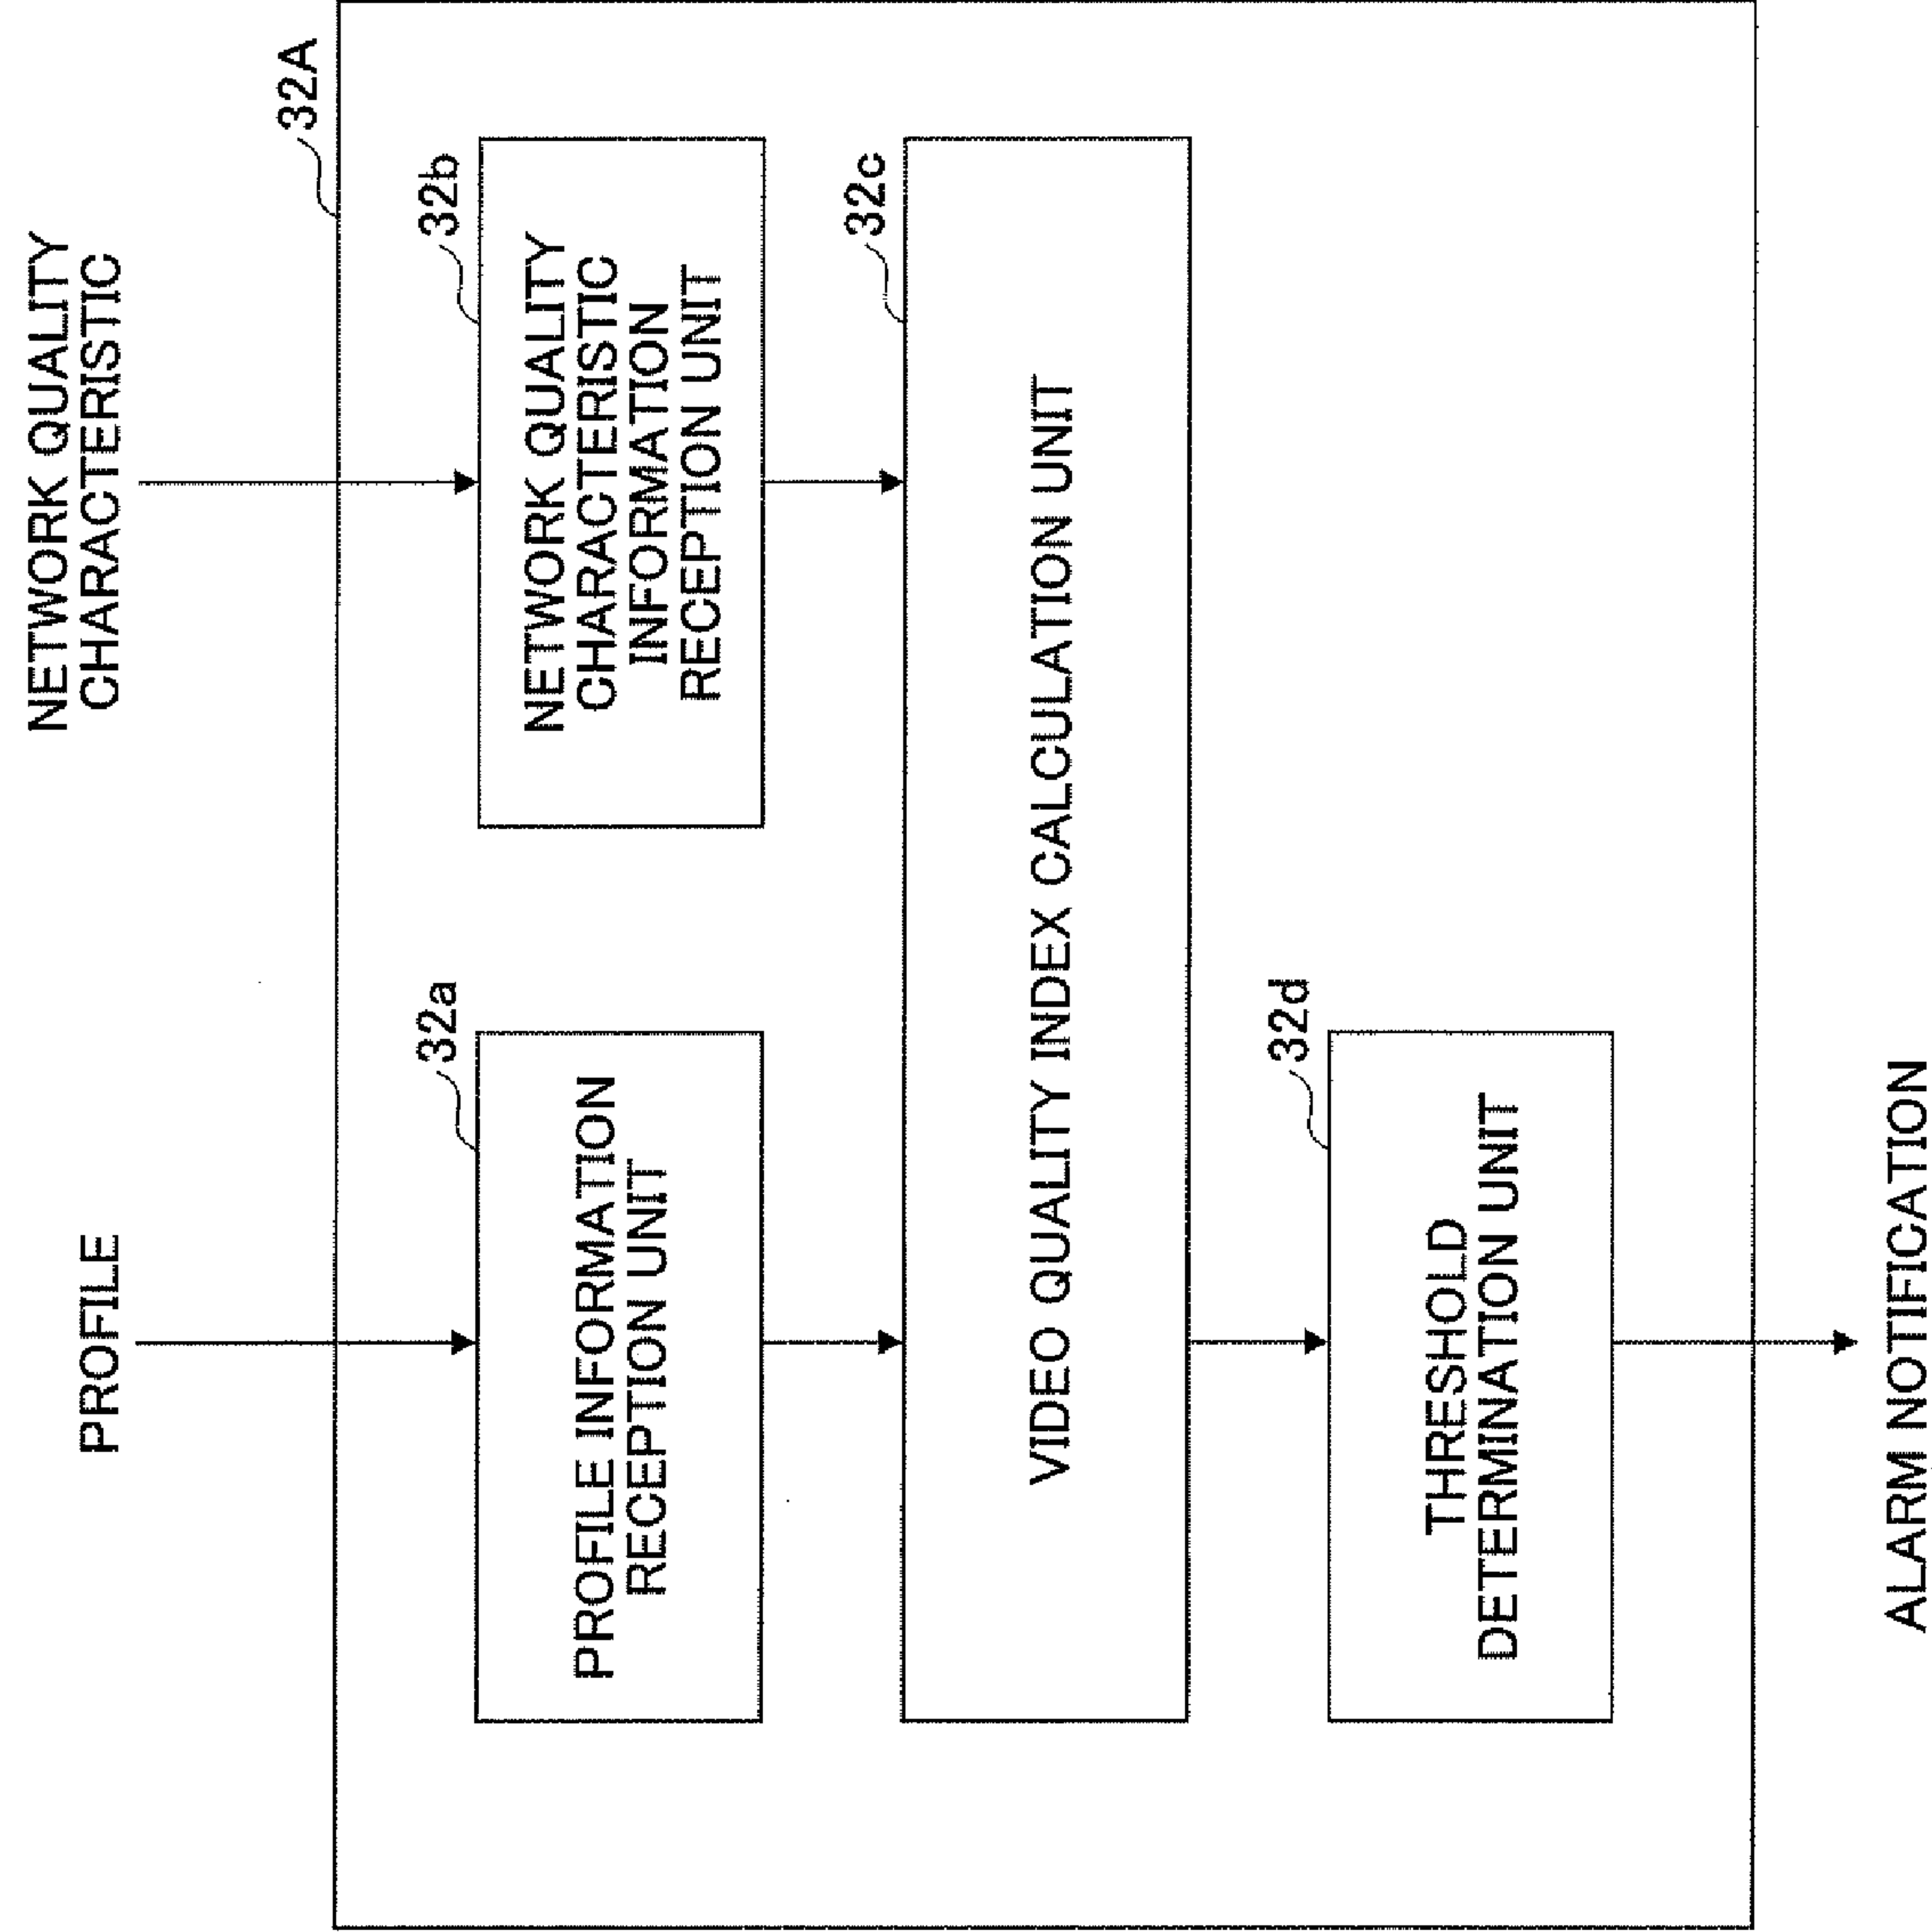 PROFILE
NETWORK QUALITY
CHARACTERISTIC
32A
32a
PROFILE INFORMATION
RECEPTION UNIT
32b
NETWORK QUALITY
CHARACTERISTIC
INFORMATION
RECEPTION UNIT
32c
VIDEO QUALITY INDEX CALCULATION UNIT
32d
THRESHOLD
DETERMINATION UNIT
ALARM NOTIFICATION